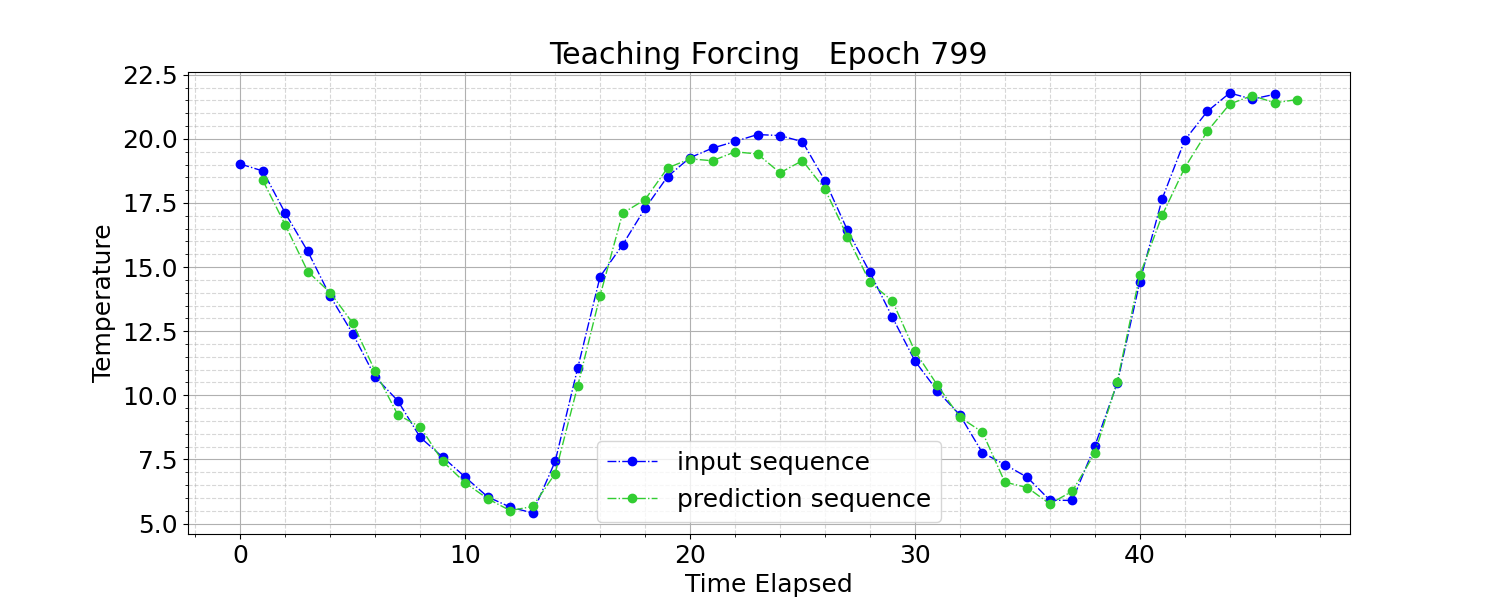 Teaching Forcing   Epoch 799
22.5
20.0
17.5
15.0
12.5
10.0
7.5
5.0
Temperature
input sequence
prediction sequence
0 10 20 30 40
Time Elapsed